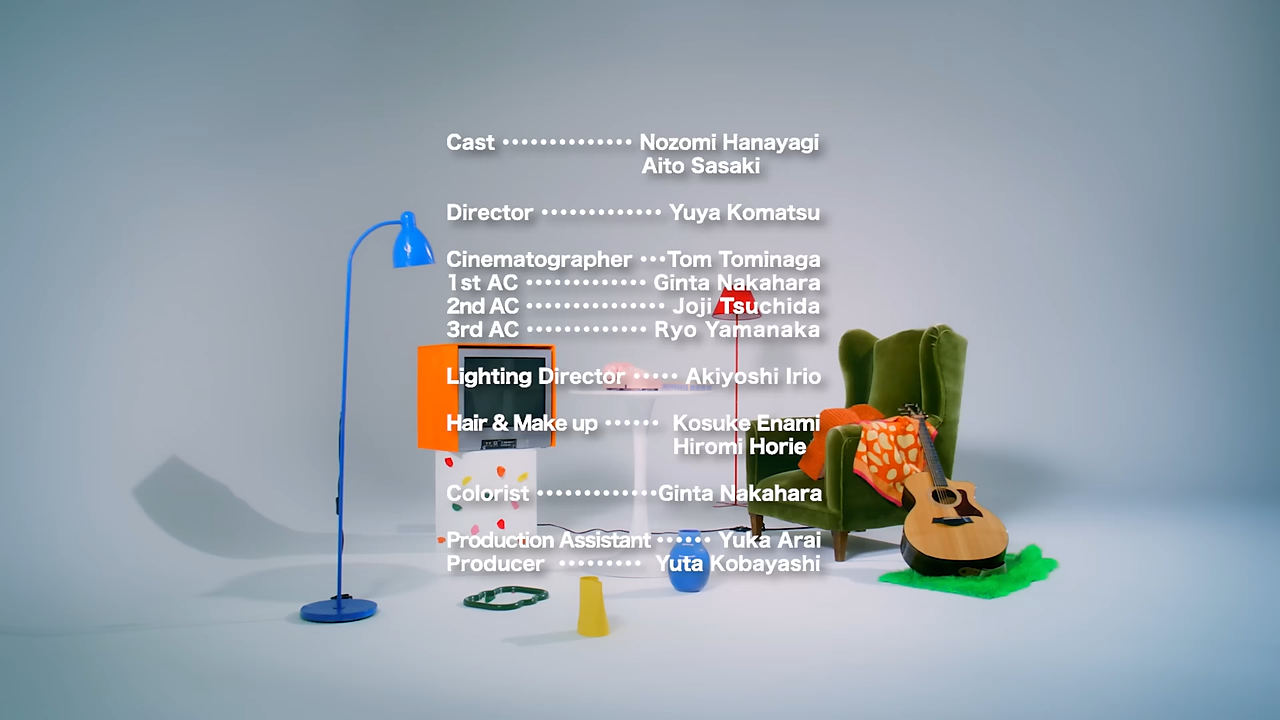 Cast •••••••••••••• Nozomi Hanayagi
Aito Sasaki
Director ••••••••••••• Yuya Komatsu
Cinematographer •••Tom Tominaga
1st AC ••••••••••••• Ginta Nakahara
2nd AC ••••••••••••••• Joji Tsuchida
3rd AC ••••••••••••• Ryo Yamanaka
Lighting Director ••••• Akiyoshi Irio
Hair & Make up •••••• Kosuke Enami
Hiromi Horie
Colorist •••••••••••••Ginta Nakahara
Production Assistant •••••• Yuka Arai
Producer ••••••••• Yuta Kobayashi